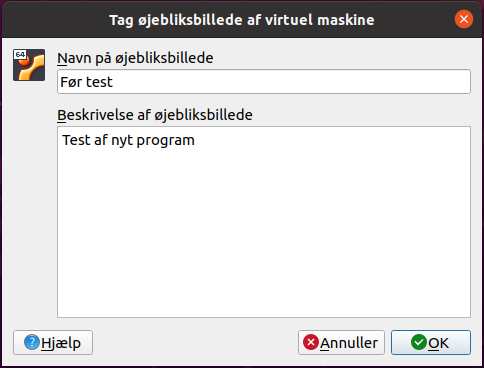 Tag øjebliksbillede af virtuel maskine
64
Navn på øjebliksbillede
Før test
Beskrivelse af øjebliksbillede
Test af nyt program
Hjælp
Annuller
OK